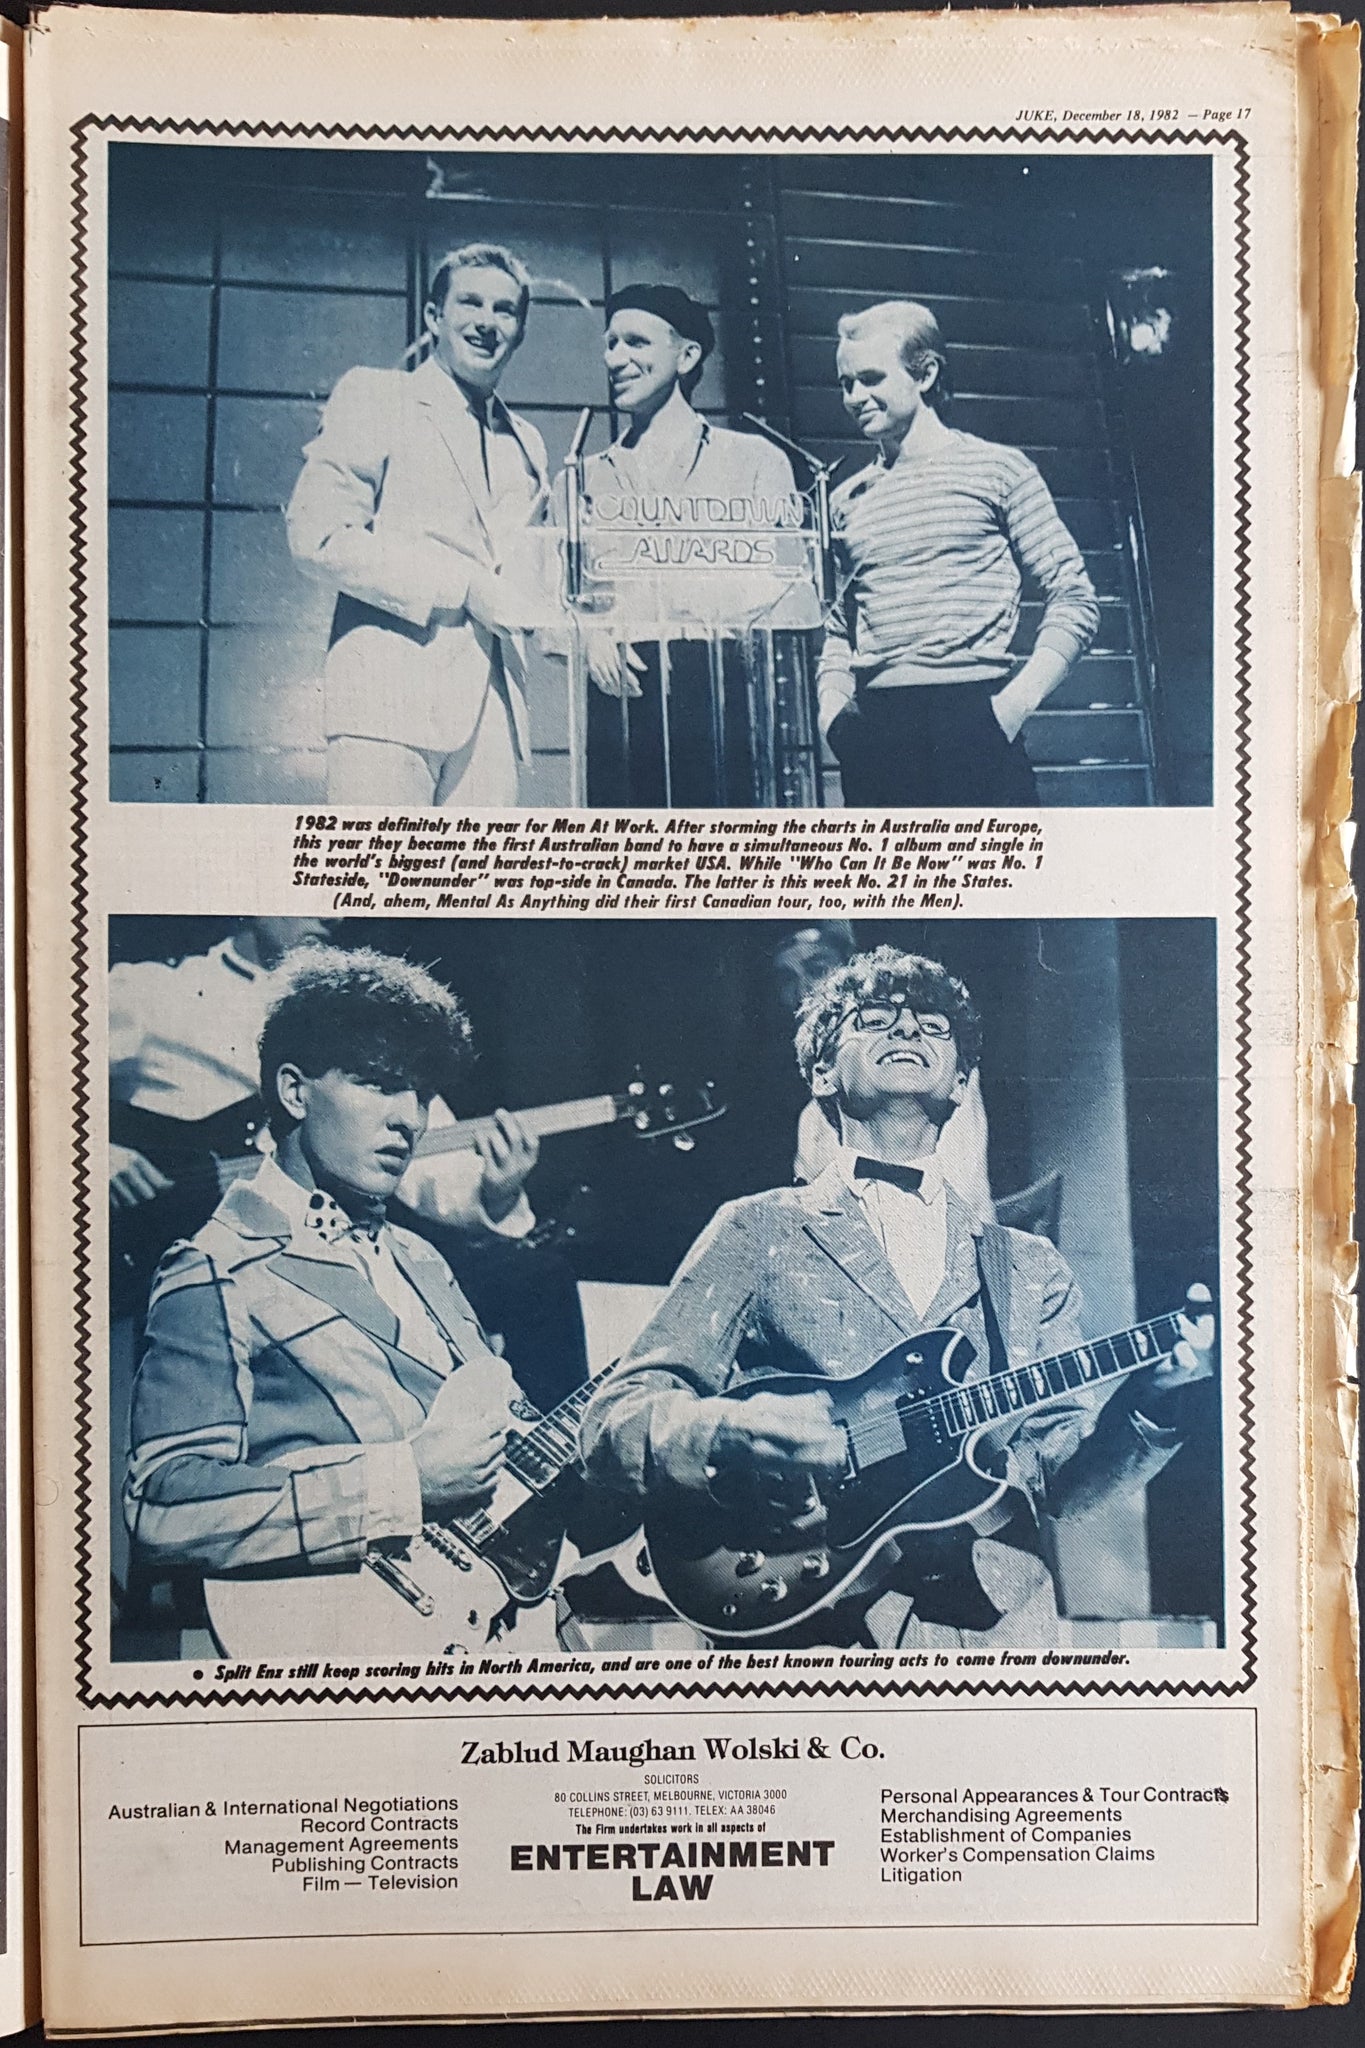 JUKE, December 18, 1982 — Page 17
COUNTDOWN
AWARDS
1982 was definitely the year for Men At Work. After storming the charts in Australia and Europe,
this year they became the first Australian band to have a simultaneous No. 1 album and single in
the world's biggest (and hardest-to-crack) market USA. While "Who Can It Be Now" was No. 1
Stateside, "Downunder" was top-side in Canada. The latter is this week No. 21 in the States.
(And, ahem, Mental As Anything did their first Canadian tour, too, with the Men).
• Split Enz still keep scoring hits in North America, and are one of the best known touring acts to come from downunder.
Zablud Maughan Wolski & Co.
SOLICITORS
80 COLLINS STREET, MELBOURNE, VICTORIA 3000
TELEPHONE: (03) 63 9111. TELEX: AA 38046
The Firm undertakes work in all aspects of
ENTERTAINMENT
LAW
Australian & International Negotiations
Record Contracts
Management Agreements
Publishing Contracts
Film — Television
Personal Appearances & Tour Contracts
Merchandising Agreements
Establishment of Companies
Worker's Compensation Claims
Litigation